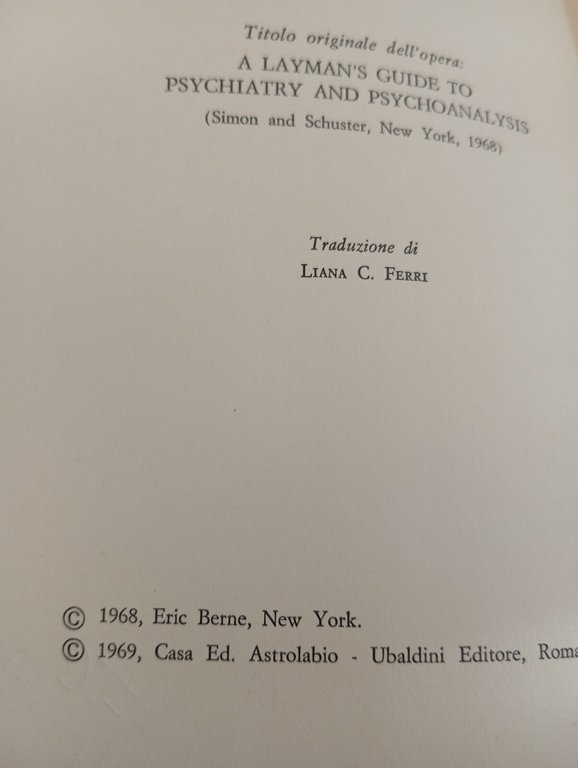 Titolo originale dell'opera:
A LAYMAN'S GUIDE TO
PSYCHIATRY AND PSYCHOANALYSIS
(Simon and Schuster, New York, 1968)
Traduzione di
LIANA C. FERRI
© 1968, Eric Berne, New York.
© 1969, Casa Ed. Astrolabio - Ubaldini Editore, Roma